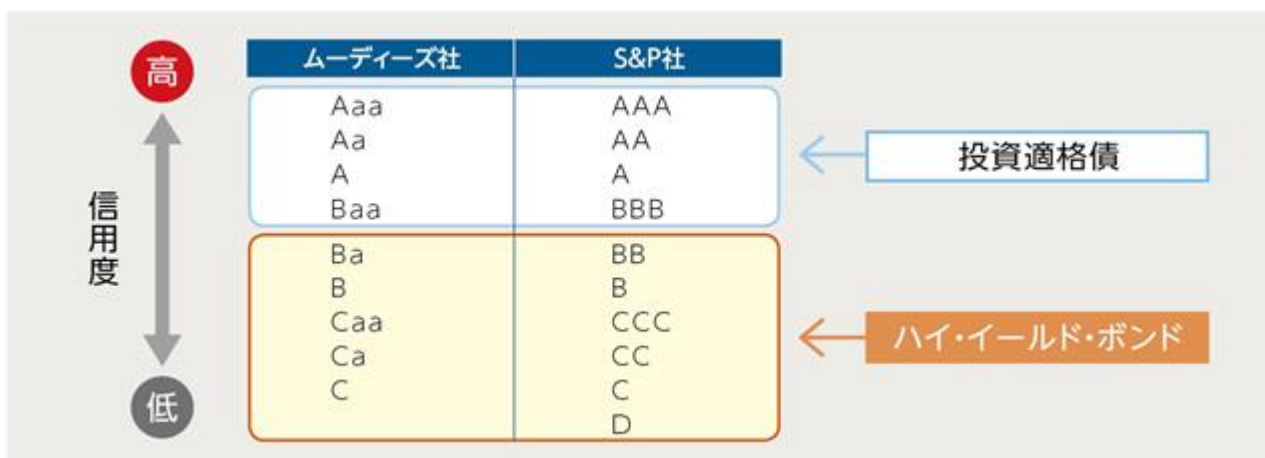 高
信用度
低
ムーディーズ社 S&P社
Aaa AAA
Aa AA
A A
Baa BBB
Ba BB
B B
Caa CCC
Ca CC
C C
D
投資適格債
ハイ・イールド・ボンド